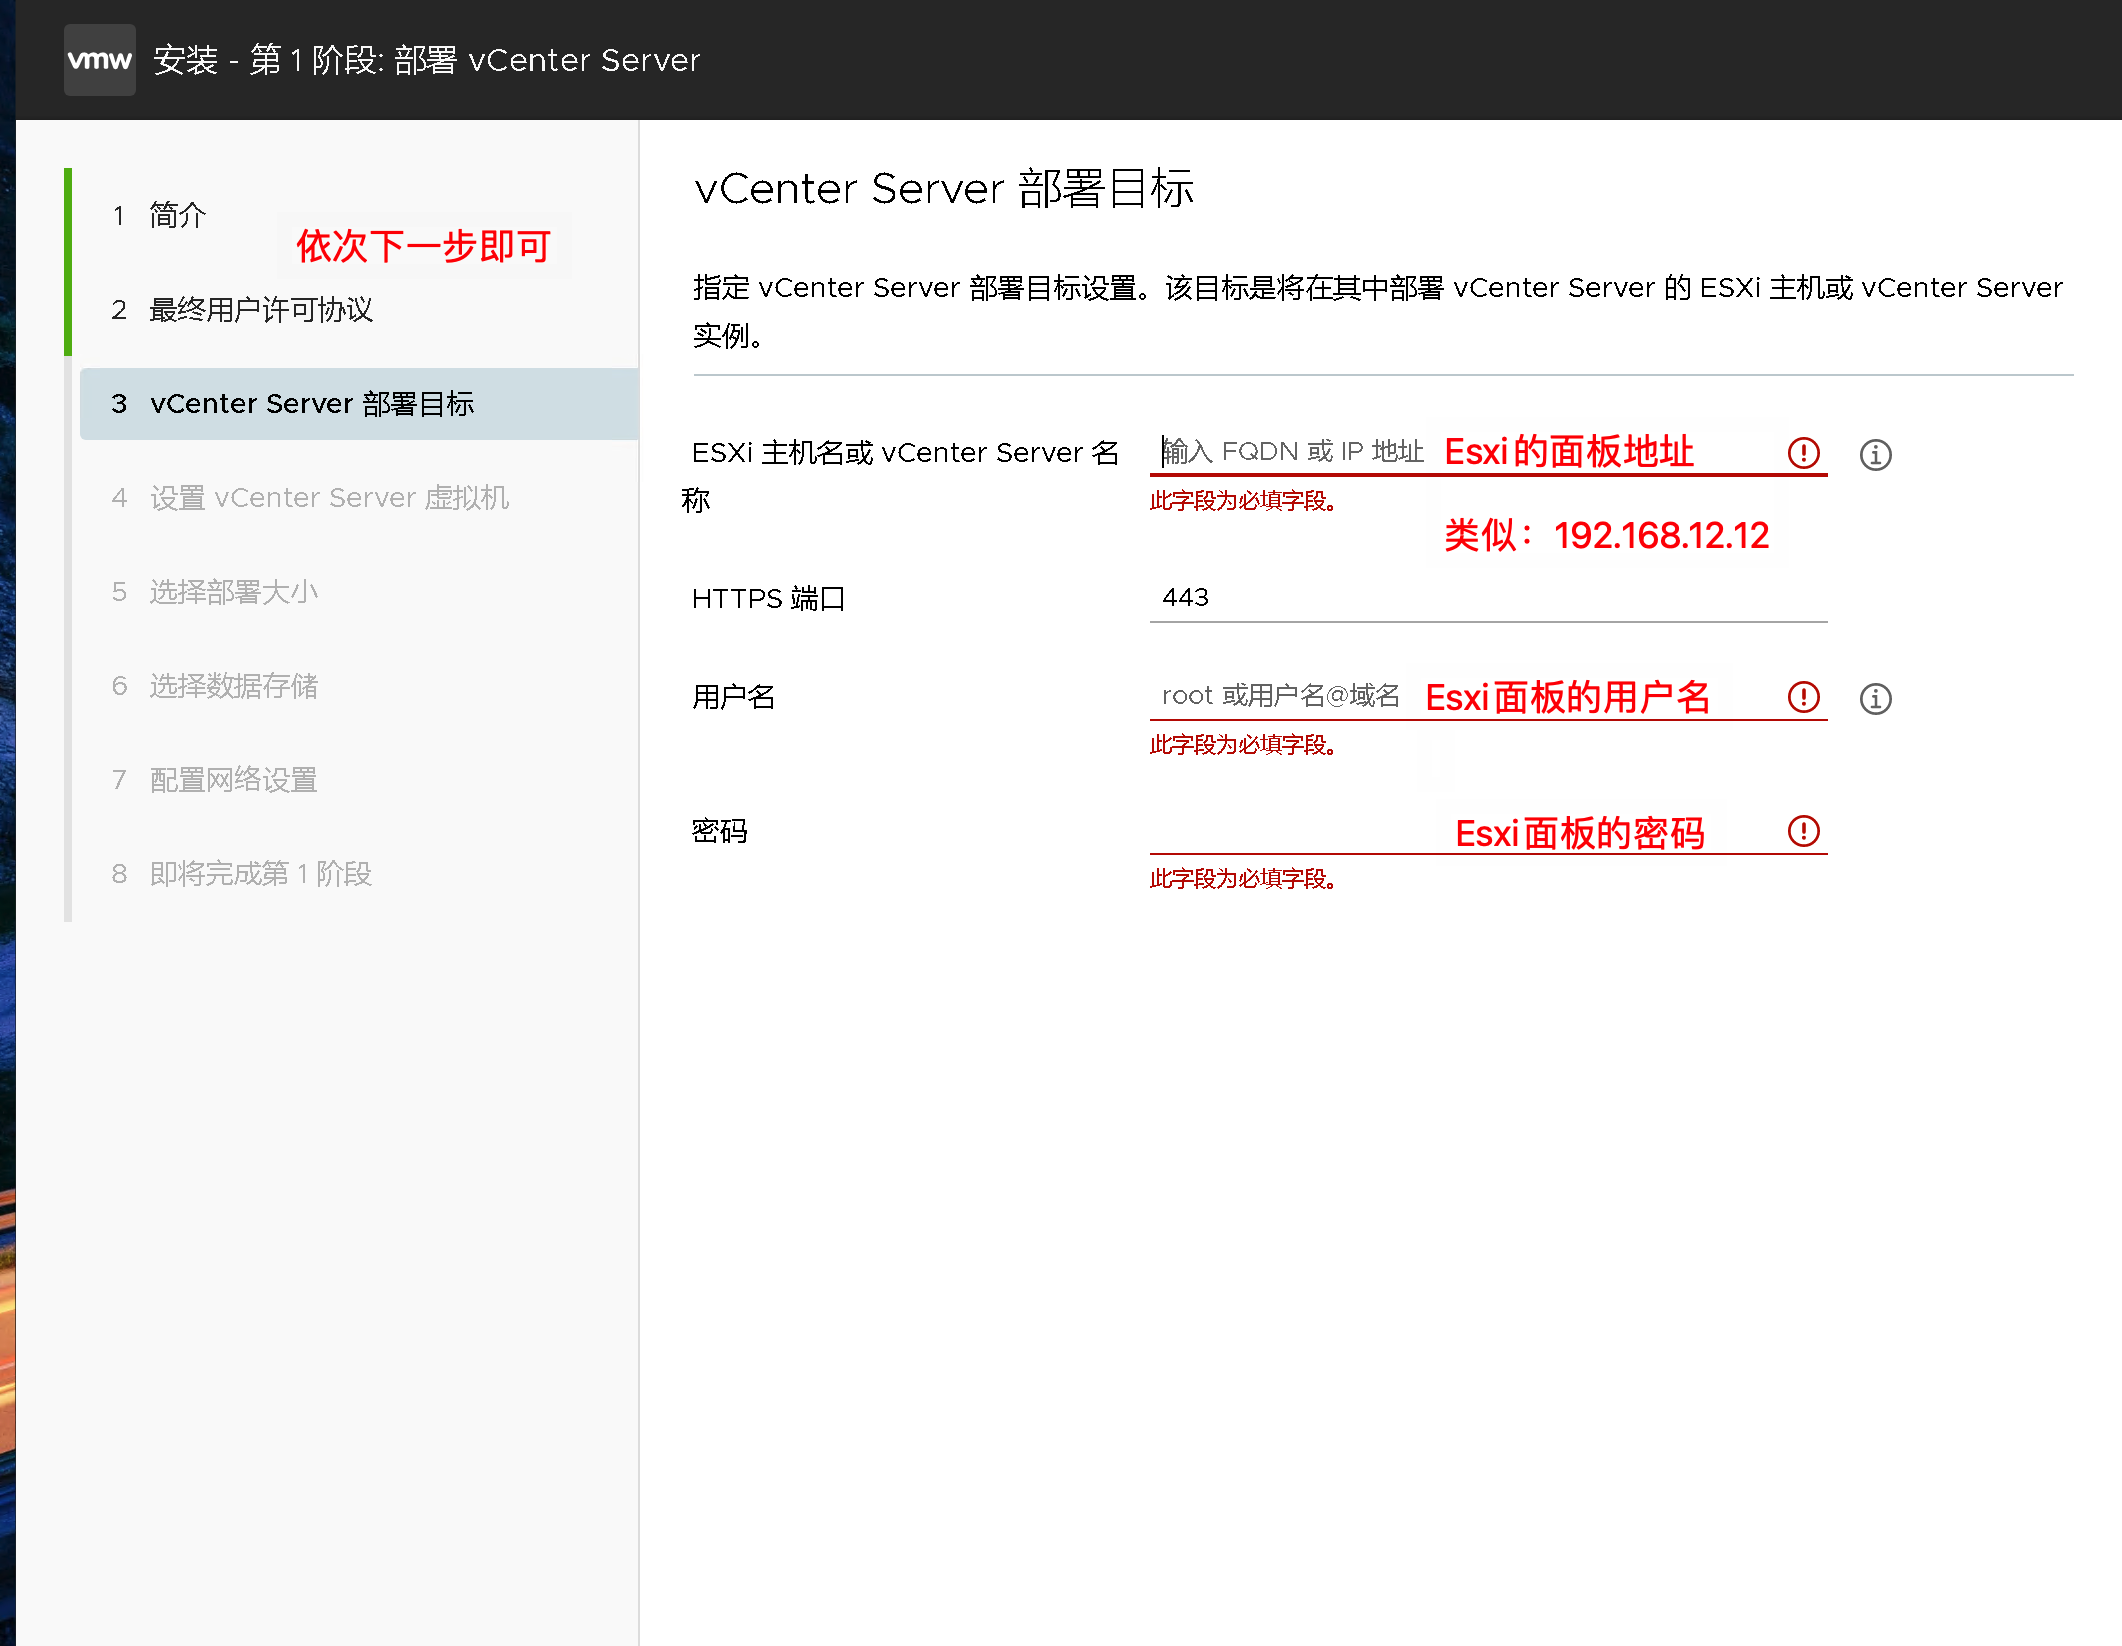 vmw 安装 - 第 1 阶段: 部署 vCenter Server
1 简介
依次下一步即可
2 最终用户许可协议
3 vCenter Server 部署目标
4 设置 vCenter Server 虚拟机
5 选择部署大小
6 选择数据存储
7 配置网络设置
8 即将完成第 1 阶段
vCenter Server 部署目标
指定 vCenter Server 部署目标设置。该目标是将在其中部署 vCenter Server 的 ESXi 主机或 vCenter Server
实例。
ESXi 主机名或 vCenter Server 名
称
输入 FQDN 或 IP 地址 Esxi的面板地址
此字段为必填字段。
类似：192.168.12.12
HTTPS 端口 443
用户名 root 或用户名@域名 Esxi面板的用户名
此字段为必填字段。
密码 Esxi面板的密码
此字段为必填字段。